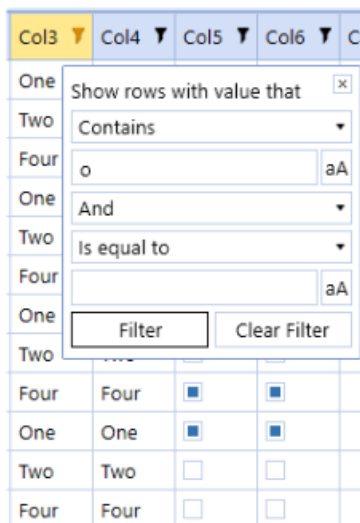 Col3 Col4 Col5 Col6 C
One
Show rows with value that
Two
Contains
Four
o aA
One
And
Two
Is equal to
Four
aA
One
Filter Clear Filter
Two
Four Four
One One
Two Two
Four Four